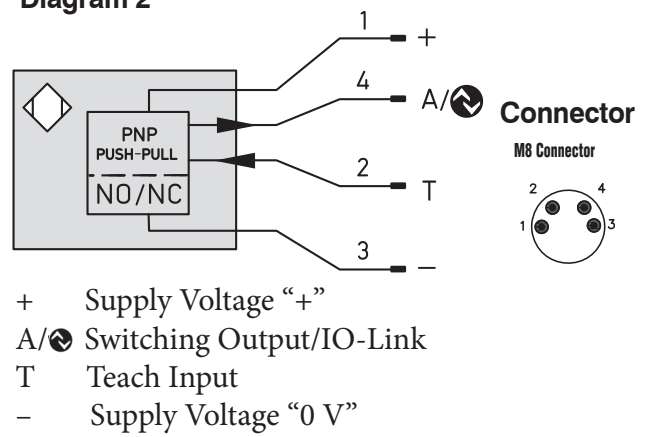 Diagram 2
1
+
4
A/
PNP
PUSH-PULL
NO/NC
2
T
3
–
Connector
M8 Connector
2 4
1 3
+ Supply Voltage “+”
A/ Switching Output/IO-Link
T Teach Input
– Supply Voltage “0 V”